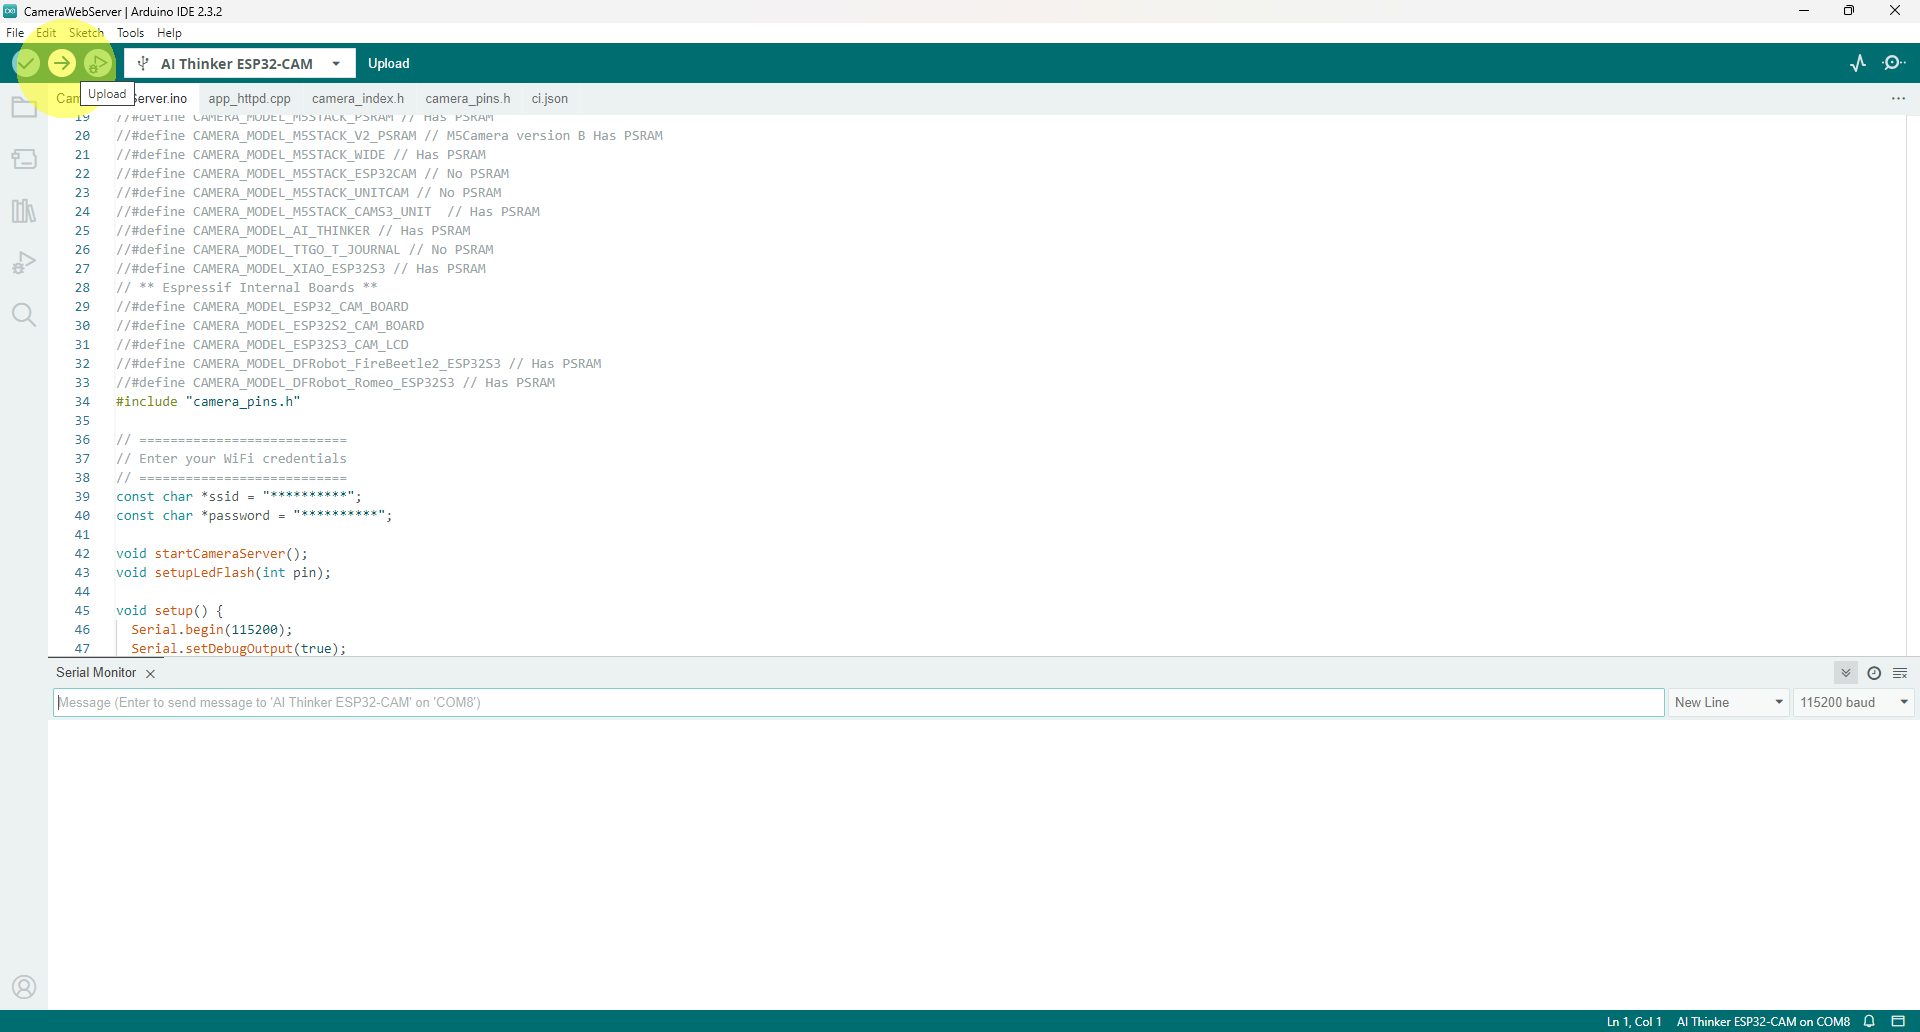 CameraWebServer | Arduino IDE 2.3.2
File Edit Sketch Tools Help
AI Thinker ESP32-CAM
Upload
Upload
Cam
Server.ino app_httpd.cpp camera_index.h camera_pins.h ci.json
19 //#define CAMERA_MODEL_M5STACK_PSRAM // Has PSRAM
20 //#define CAMERA_MODEL_M5STACK_V2_PSRAM // M5Camera version B Has PSRAM
21 //#define CAMERA_MODEL_M5STACK_WIDE // Has PSRAM
22 //#define CAMERA_MODEL_M5STACK_ESP32CAM // No PSRAM
23 //#define CAMERA_MODEL_M5STACK_UNITCAM // No PSRAM
24 //#define CAMERA_MODEL_M5STACK_CAMS3_UNIT  // Has PSRAM
25 //#define CAMERA_MODEL_AI_THINKER // Has PSRAM
26 //#define CAMERA_MODEL_TTGO_T_JOURNAL // No PSRAM
27 //#define CAMERA_MODEL_XIAO_ESP32S3 // Has PSRAM
28 // ** Espressif Internal Boards **
29 //#define CAMERA_MODEL_ESP32_CAM_BOARD
30 //#define CAMERA_MODEL_ESP32S2_CAM_BOARD
31 //#define CAMERA_MODEL_ESP32S3_CAM_LCD
32 //#define CAMERA_MODEL_DFRobot_FireBeetle2_ESP32S3 // Has PSRAM
33 //#define CAMERA_MODEL_DFRobot_Romeo_ESP32S3 // Has PSRAM
34 #include "camera_pins.h"
35
36 // ===========================
37 // Enter your WiFi credentials
38 // ===========================
39 const char *ssid = "**********";
40 const char *password = "**********";
41
42 void startCameraServer();
43 void setupLedFlash(int pin);
44
45 void setup() {
46   Serial.begin(115200);
47   Serial.setDebugOutput(true);
Serial Monitor
Message (Enter to send message to 'AI Thinker ESP32-CAM' on 'COM8')
New Line
115200 baud
Ln 1, Col 1 AI Thinker ESP32-CAM on COM8